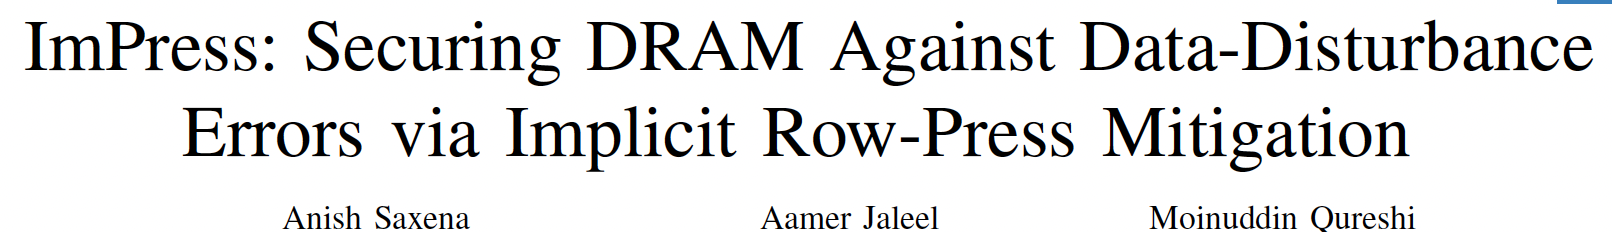 ImPress: Securing DRAM Against Data-Disturbance
Errors via Implicit Row-Press Mitigation
Anish Saxena Aamer Jaleel Moinuddin Qureshi